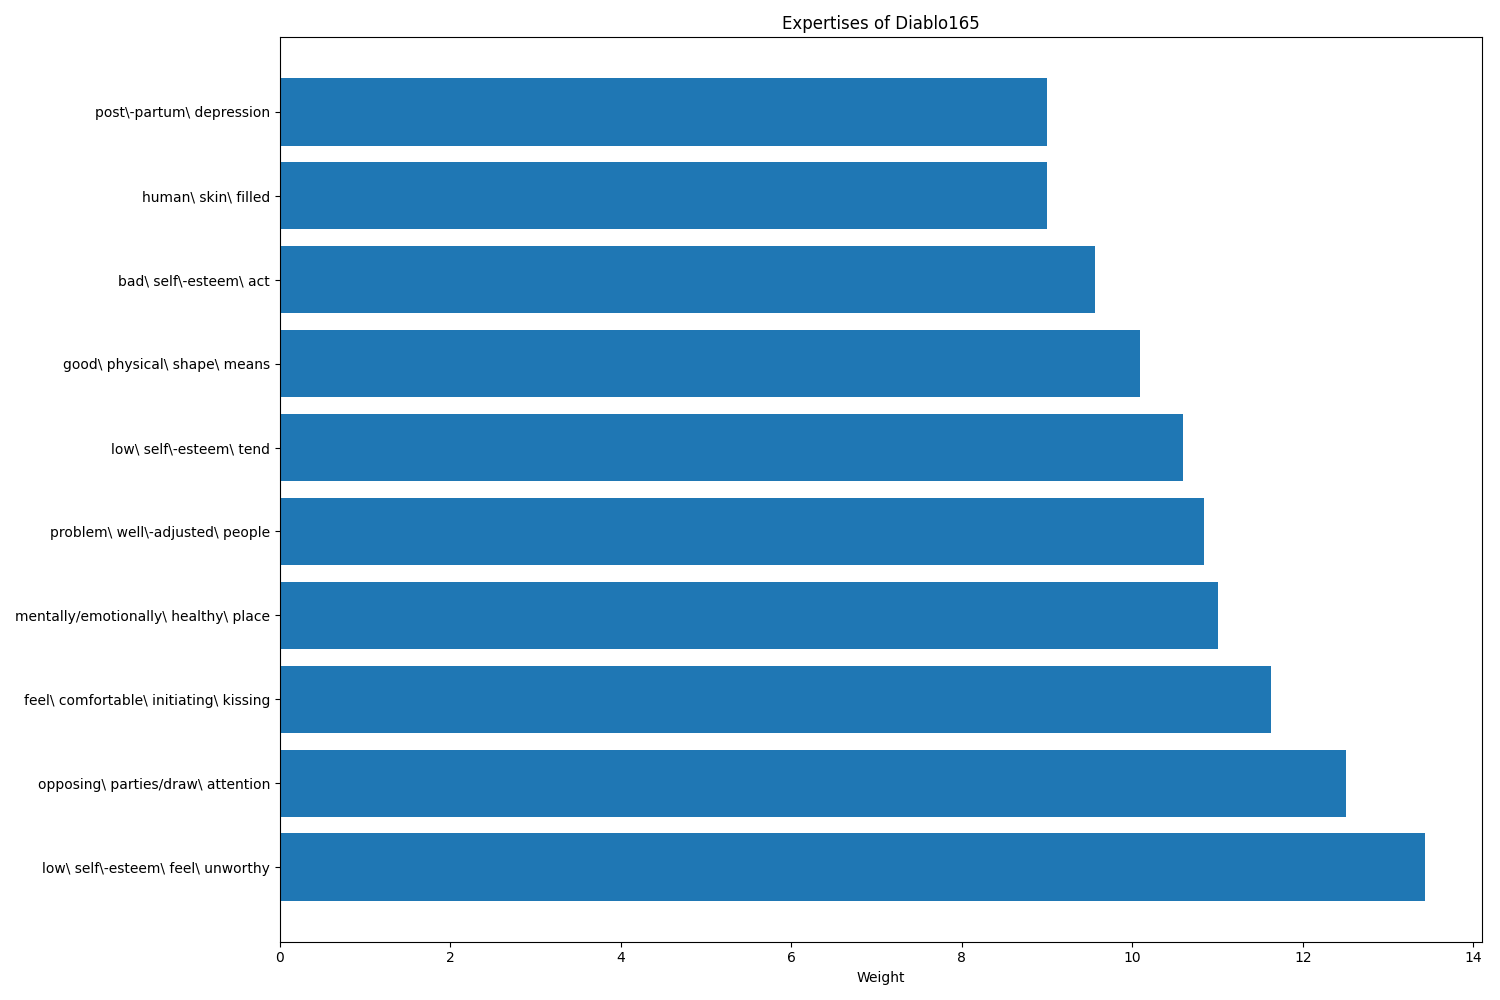 Expertises of Diablo165
post\-partum\ depression
human\ skin\ filled
bad\ self\-esteem\ act
good\ physical\ shape\ means
low\ self\-esteem\ tend
problem\ well\-adjusted\ people
mentally/emotionally\ healthy\ place
feel\ comfortable\ initiating\ kissing
opposing\ parties/draw\ attention
low\ self\-esteem\ feel\ unworthy
0 2 4 6 8 10 12 14
Weight